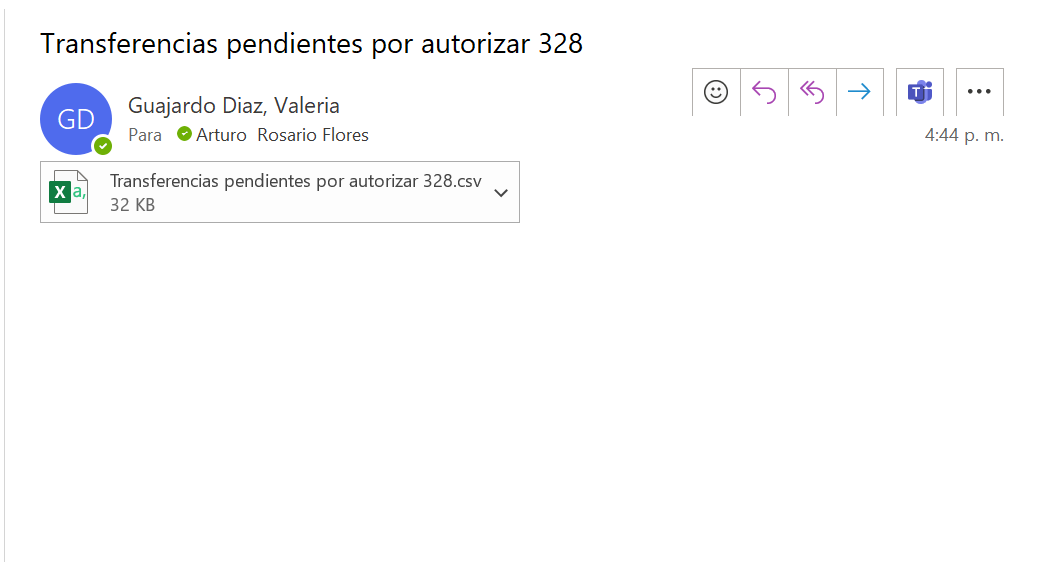 Transferencias pendientes por autorizar 328
GD
Guajardo Diaz, Valeria
Para Arturo Rosario Flores
4:44 p. m.
Transferencias pendientes por autorizar 328.csv
32 KB